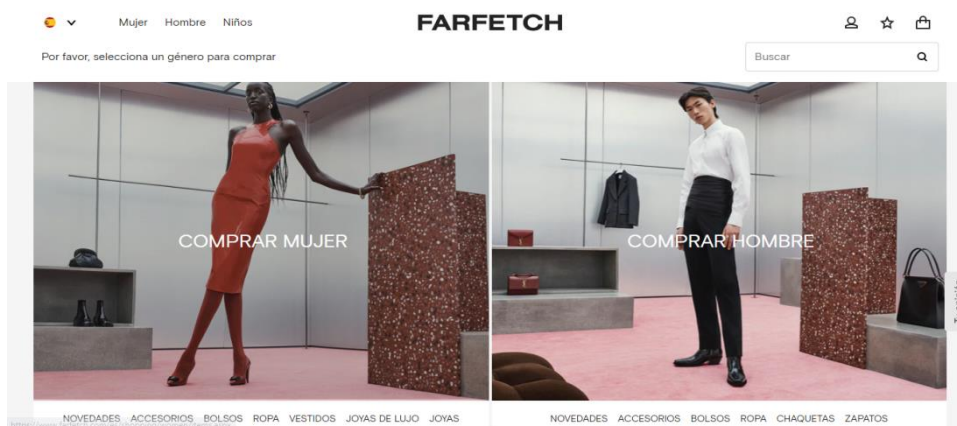 Mujer Hombre Niños
FARFETCH
Por favor, selecciona un género para comprar
Buscar
COMPRAR MUJER
COMPRAR HOMBRE
NOVEDADES ACCESORIOS BOLSOS ROPA VESTIDOS JOYAS DE LUJO JOYAS
NOVEDADES ACCESORIOS BOLSOS ROPA CHAQUETAS ZAPATOS